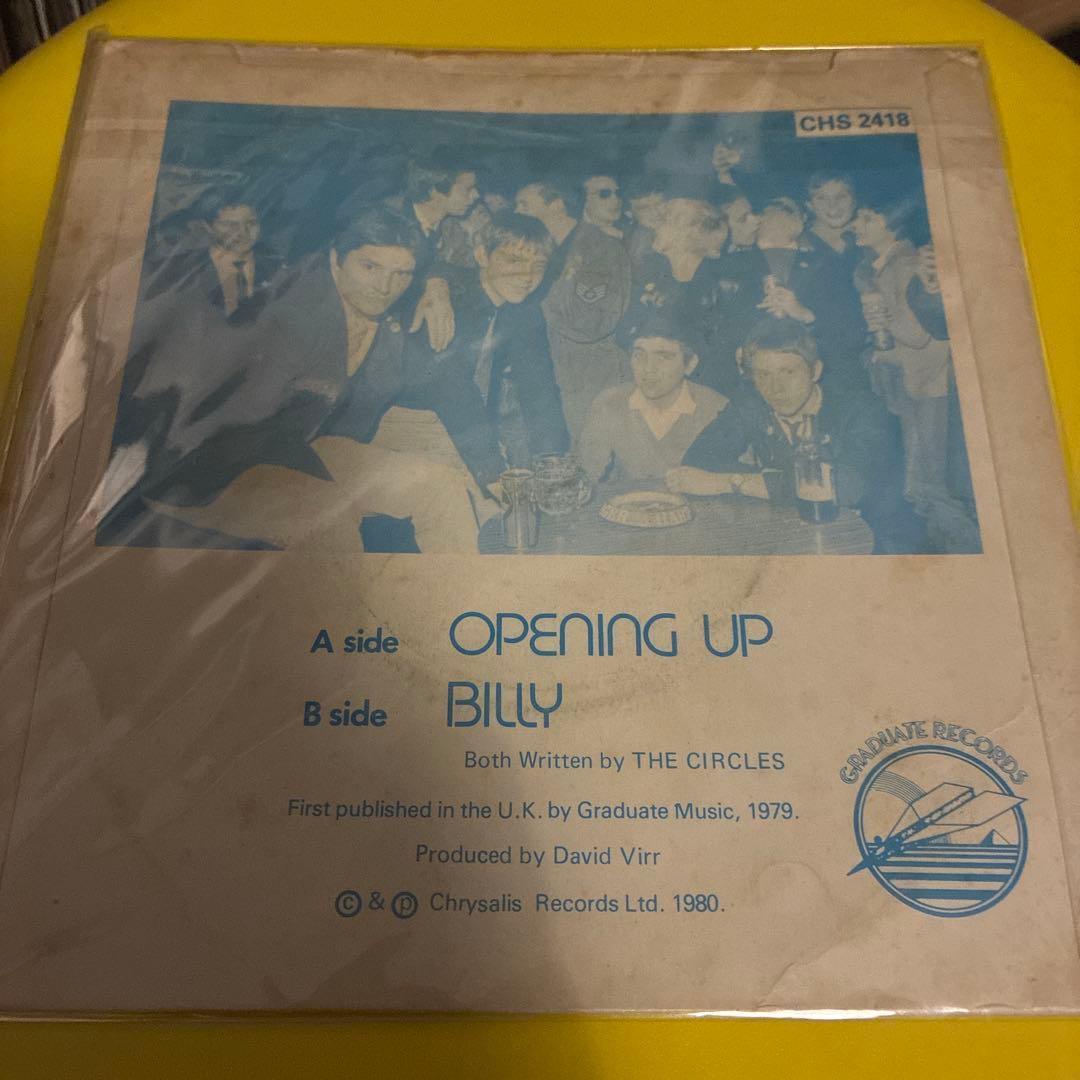 CHS 2418
A side OPENING UP
B side BILLY
Both Written by THE CIRCLES
First published in the U.K. by Graduate Music, 1979.
Produced by David Virr
© & ℗ Chrysalis Records Ltd. 1980.
GRADUATE RECORDS